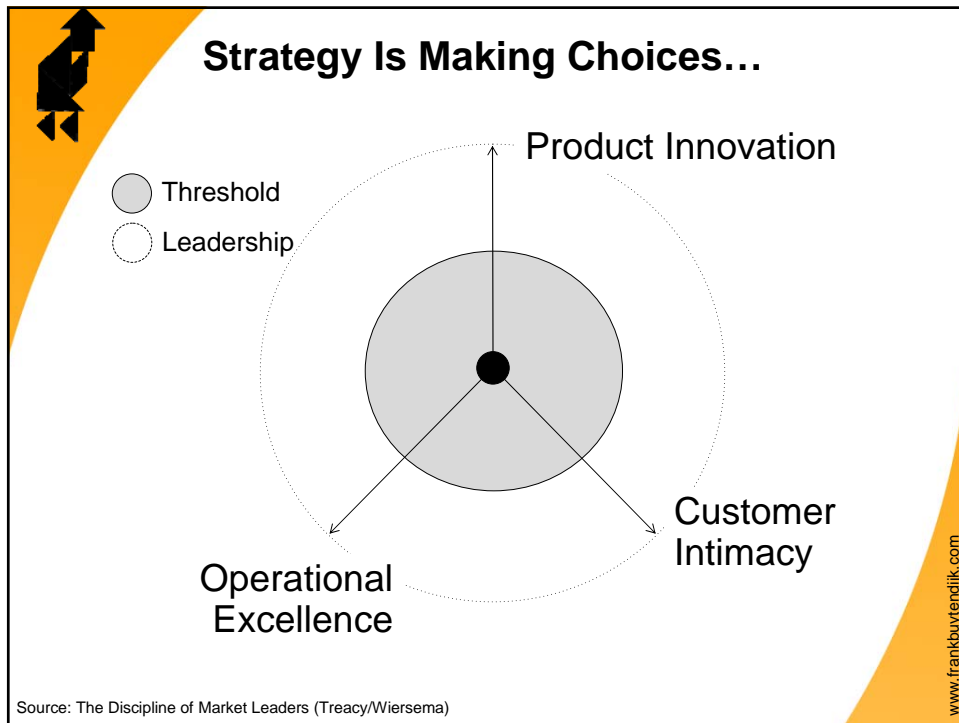 Strategy Is Making Choices…
Product Innovation
Threshold
Leadership
Customer
Intimacy
Operational
Excellence
Source: The Discipline of Market Leaders (Treacy/Wiersema)
www.frankbuytendijk.com